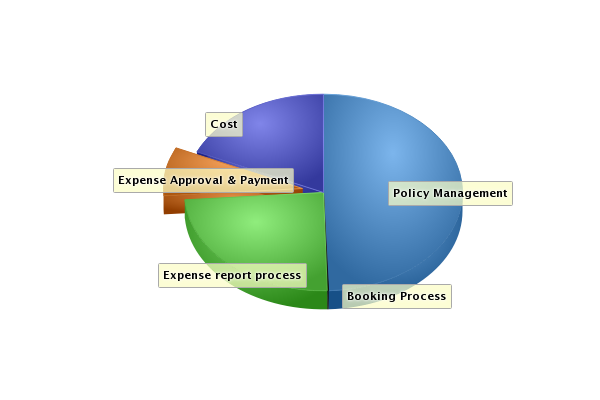 Cost
Expense Approval & Payment
Policy Management
Expense report process
Booking Process